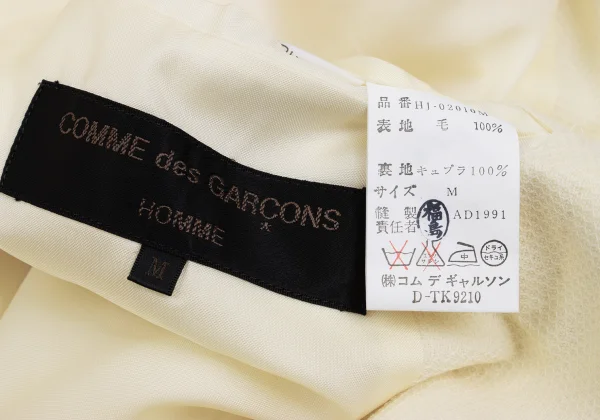 COMME des GARCONS
HOMME
M
品番HJ-02010M
表地 毛 100%
裏地 キュプラ100%
サイズ M
縫製 福島 AD1991
責任者
中
ドライ
セキユ系
㈱コム デ ギャルソン
D-TK9210